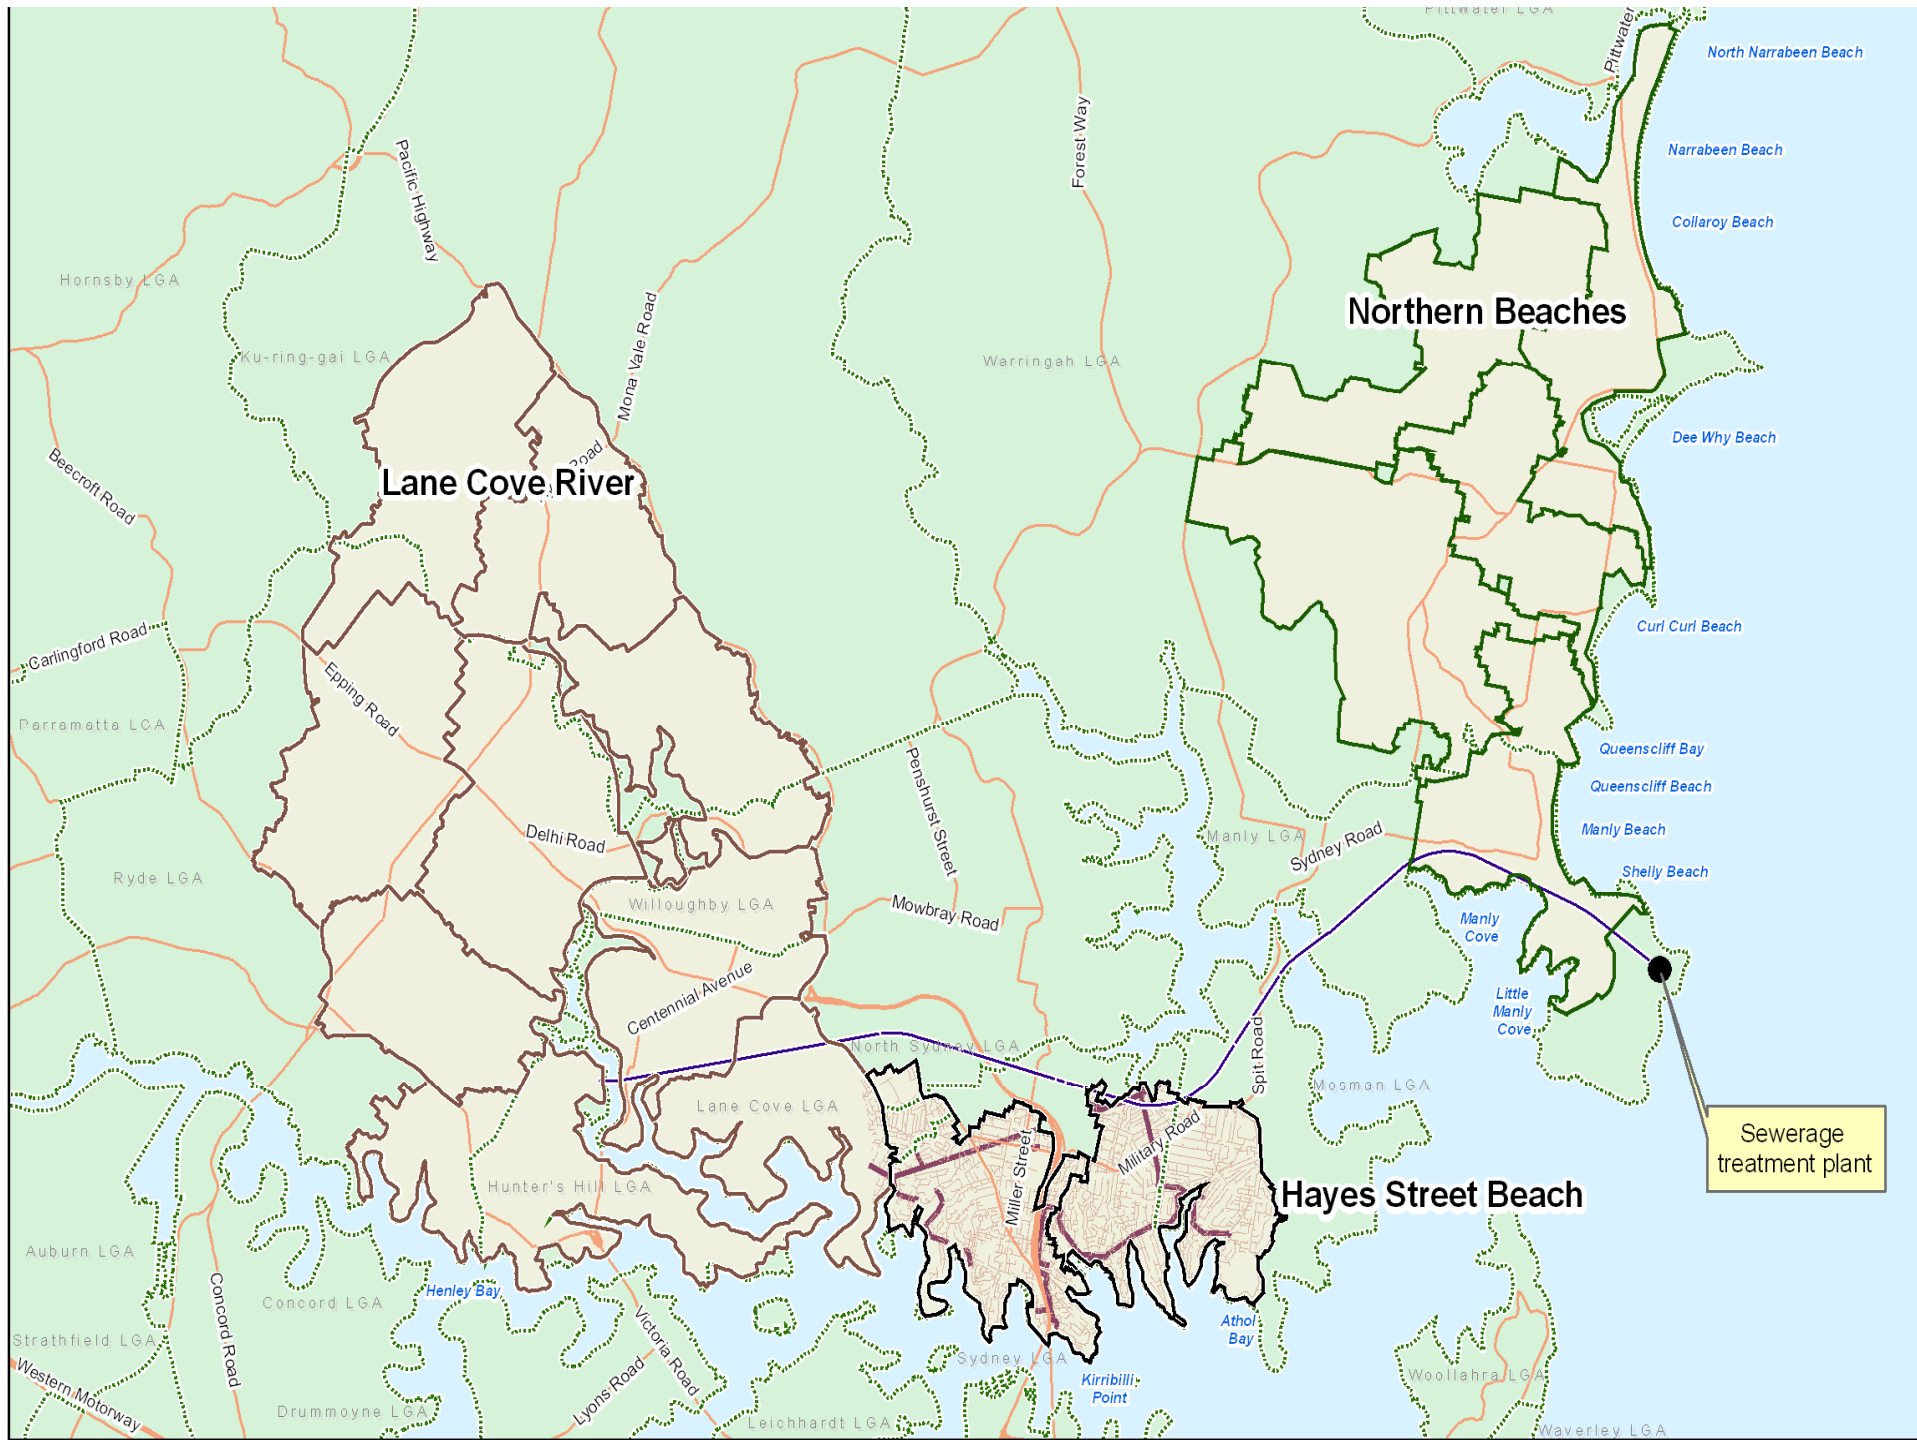 Pittwater LGA
Pittwater
North Narrabeen Beach
Forest Way
Pacific Highway
Narrabeen Beach
Collaroy Beach
Hornsby LGA
Northern Beaches
Mona Vale Road
Ku-ring-gai LGA
Warringah LGA
Dee Why Beach
Beecroft Road
Road
Lane Cove River
Curl Curl Beach
Carlingford Road
Epping Road
Parramatta LGA
Queenscliff Bay
Penshurst Street
Queenscliff Beach
Manly Beach
Delhi Road
Manly LGA
Sydney Road
Shelly Beach
Ryde LGA
Willoughby LGA
Mowbray Road
Manly
Cove
Centennial Avenue
Little
Manly
Cove
North Sydney LGA
Spit Road
Mosman LGA
Lane Cove LGA
Sewerage
treatment plant
Military Road
Miller Street
Hunter's Hill LGA
Hayes Street Beach
Auburn LGA
Henley Bay
Concord LGA
Concord Road
Athol
Bay
Strathfield LGA
Victoria Road
Sydney LGA
Kirribilli
Point
Woollahra LGA
Western Motorway
Lyons Road
Drummoyne LGA
Leichhardt LGA
Waverley LGA